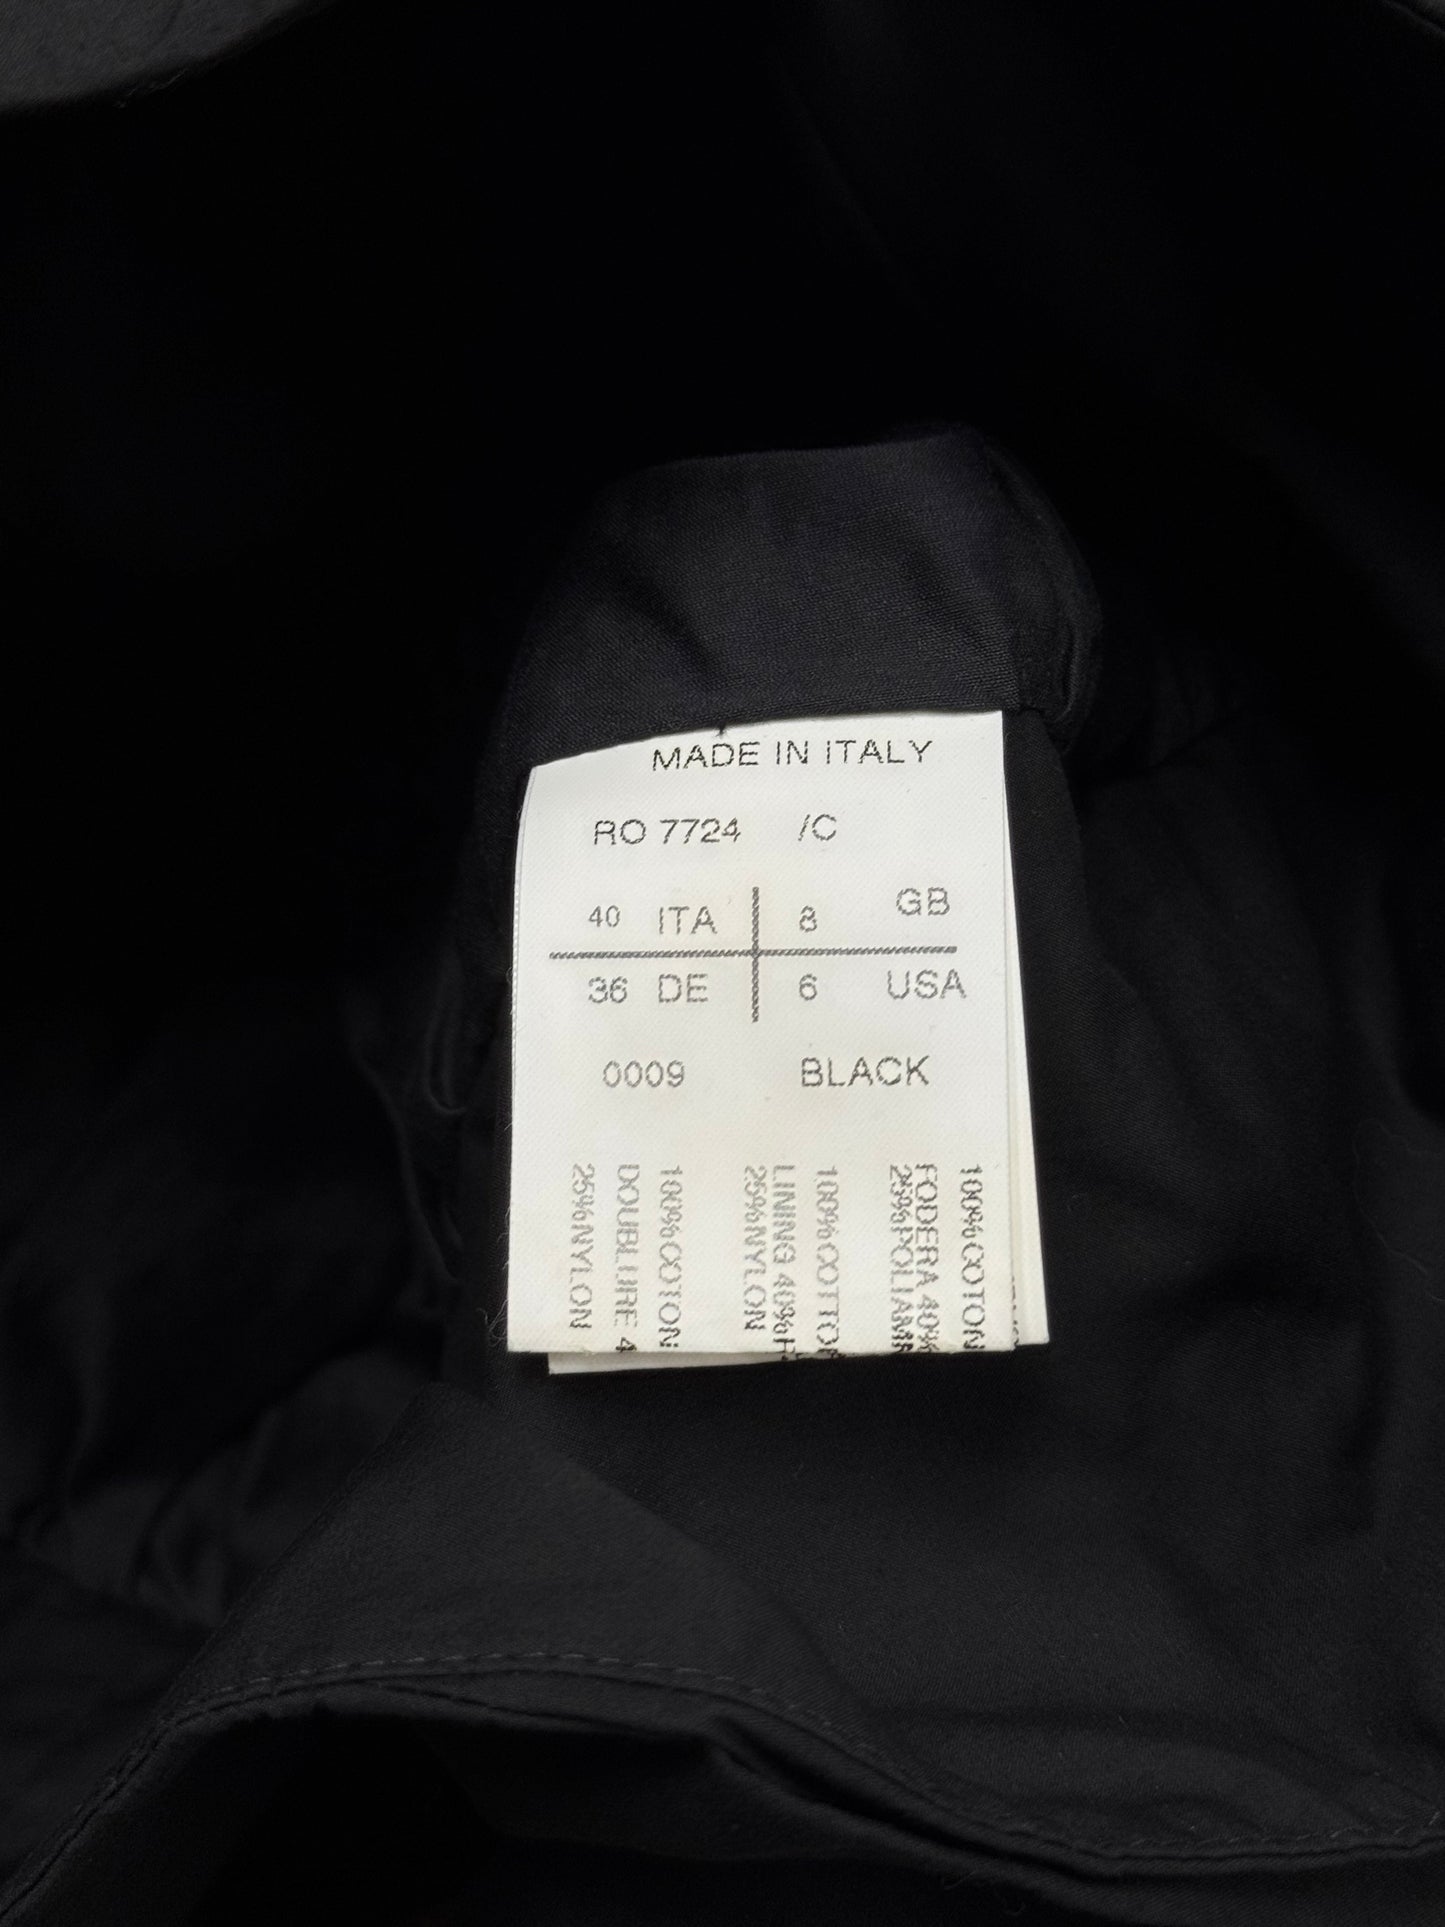 MADE IN ITALY
RO 7724 /C
40 ITA 8 GB
36 DE 6 USA
0009 BLACK
100%COTON
FODERA 40%
25%POLIAM
100%COTTO
LINING 40%
25%NYLON
100%COTON
DOUBLURE 4
25%NYLON